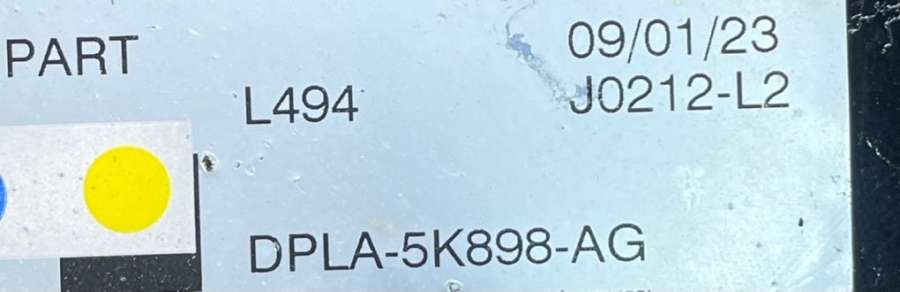 PART
L494
09/01/23
J0212-L2
DPLA-5K898-AG